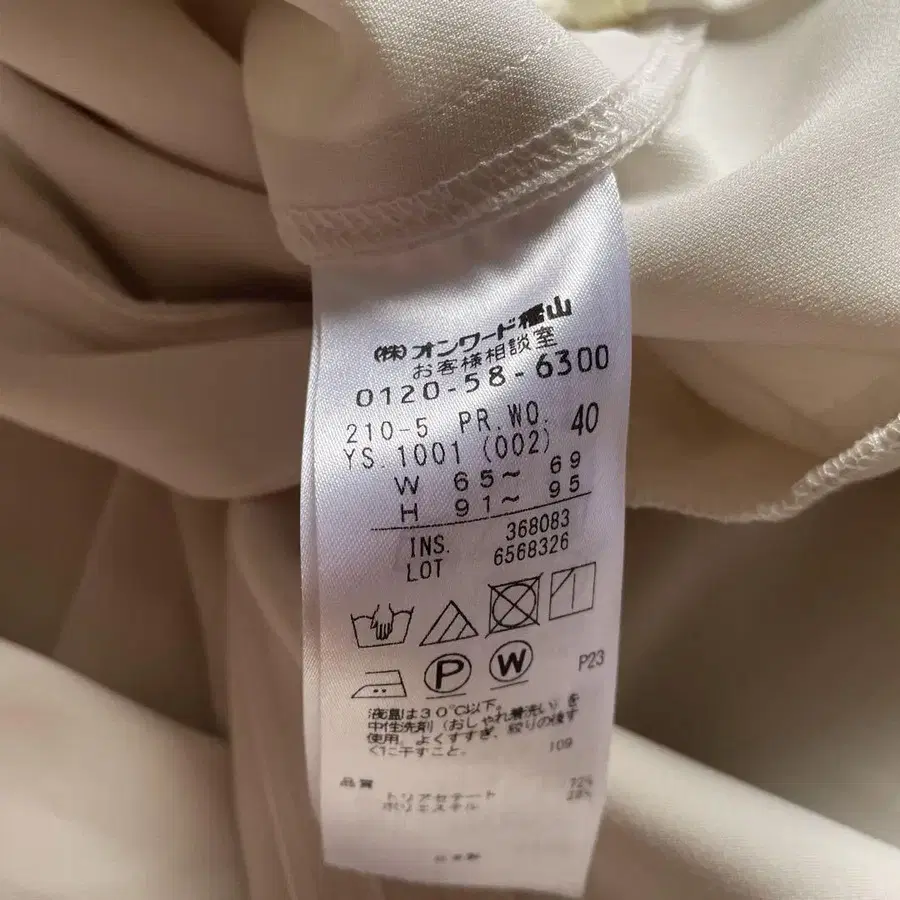 (株)オンワード樫山
お客様相談室
0120-58-6300
210-5 PR.WO. 40
YS.1001 (002)
W 65～ 69
H 91～ 95
INS. 368083
LOT 6568326
P W P23
液温は30℃以下。
中性洗剤(おしゃれ着洗い)を
使用。よくすすぎ、絞りの後す
ぐに干すこと。 109
品質
トリアセテート 72%
ポリエステル 28%
日本製